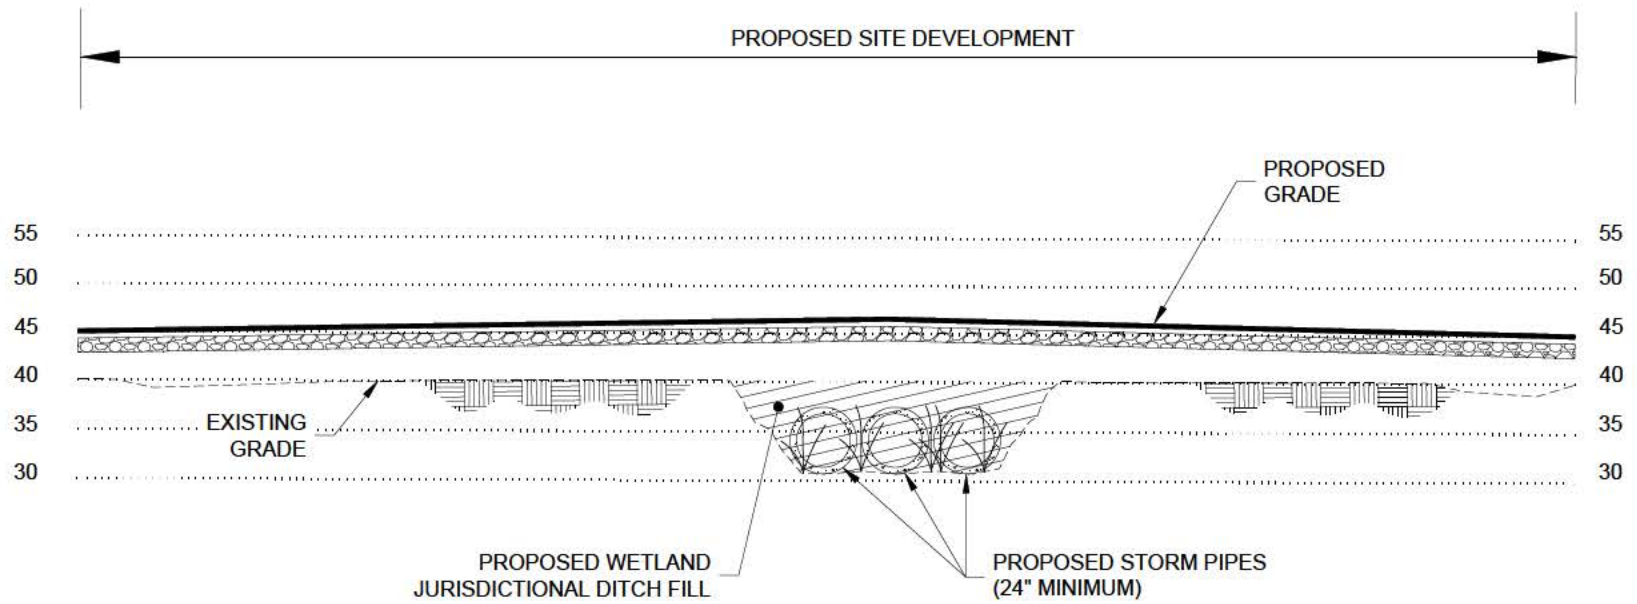 PROPOSED SITE DEVELOPMENT
PROPOSED
GRADE
55 55
50 50
45 45
40 40
EXISTING
GRADE
35 35
30 30
PROPOSED WETLAND
JURISDICTIONAL DITCH FILL
PROPOSED STORM PIPES
(24" MINIMUM)